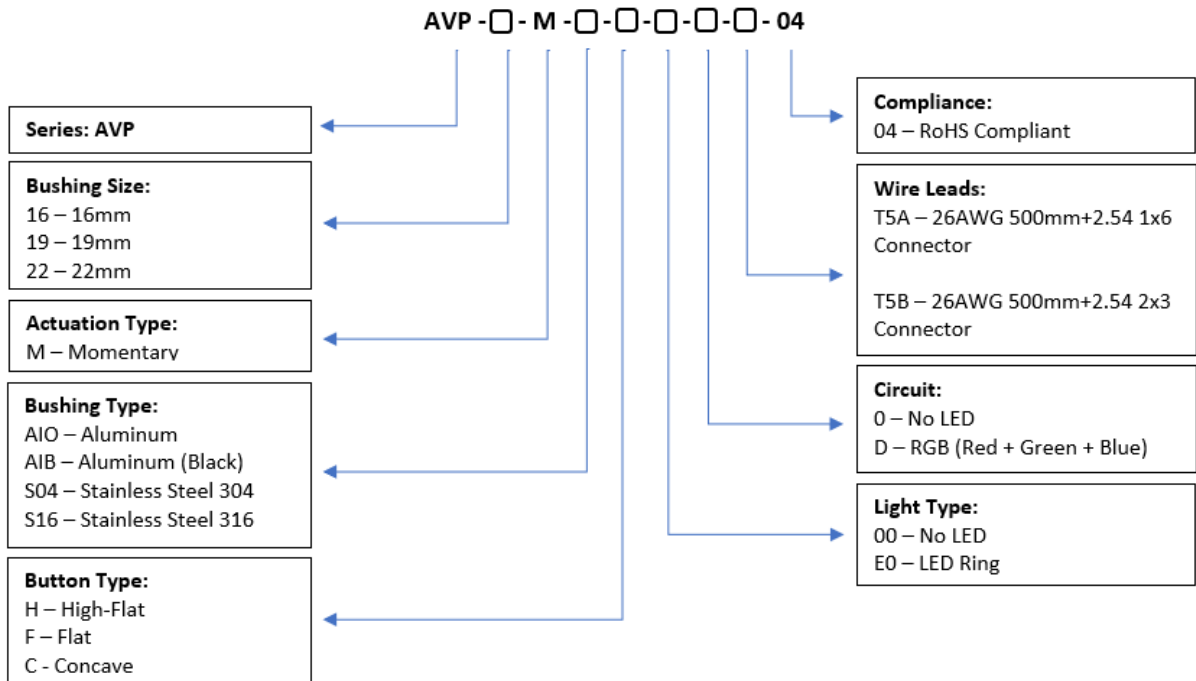 AVP - ▢ - M - ▢ - ▢ - ▢ - ▢ - ▢ - 04
Series: AVP
Bushing Size:
16 – 16mm
19 – 19mm
22 – 22mm
Actuation Type:
M – Momentary
Bushing Type:
AIO – Aluminum
AIB – Aluminum (Black)
S04 – Stainless Steel 304
S16 – Stainless Steel 316
Button Type:
H – High-Flat
F – Flat
C - Concave
Compliance:
04 – RoHS Compliant
Wire Leads:
T5A – 26AWG 500mm+2.54 1x6
Connector
T5B – 26AWG 500mm+2.54 2x3
Connector
Circuit:
0 – No LED
D – RGB (Red + Green + Blue)
Light Type:
00 – No LED
E0 – LED Ring